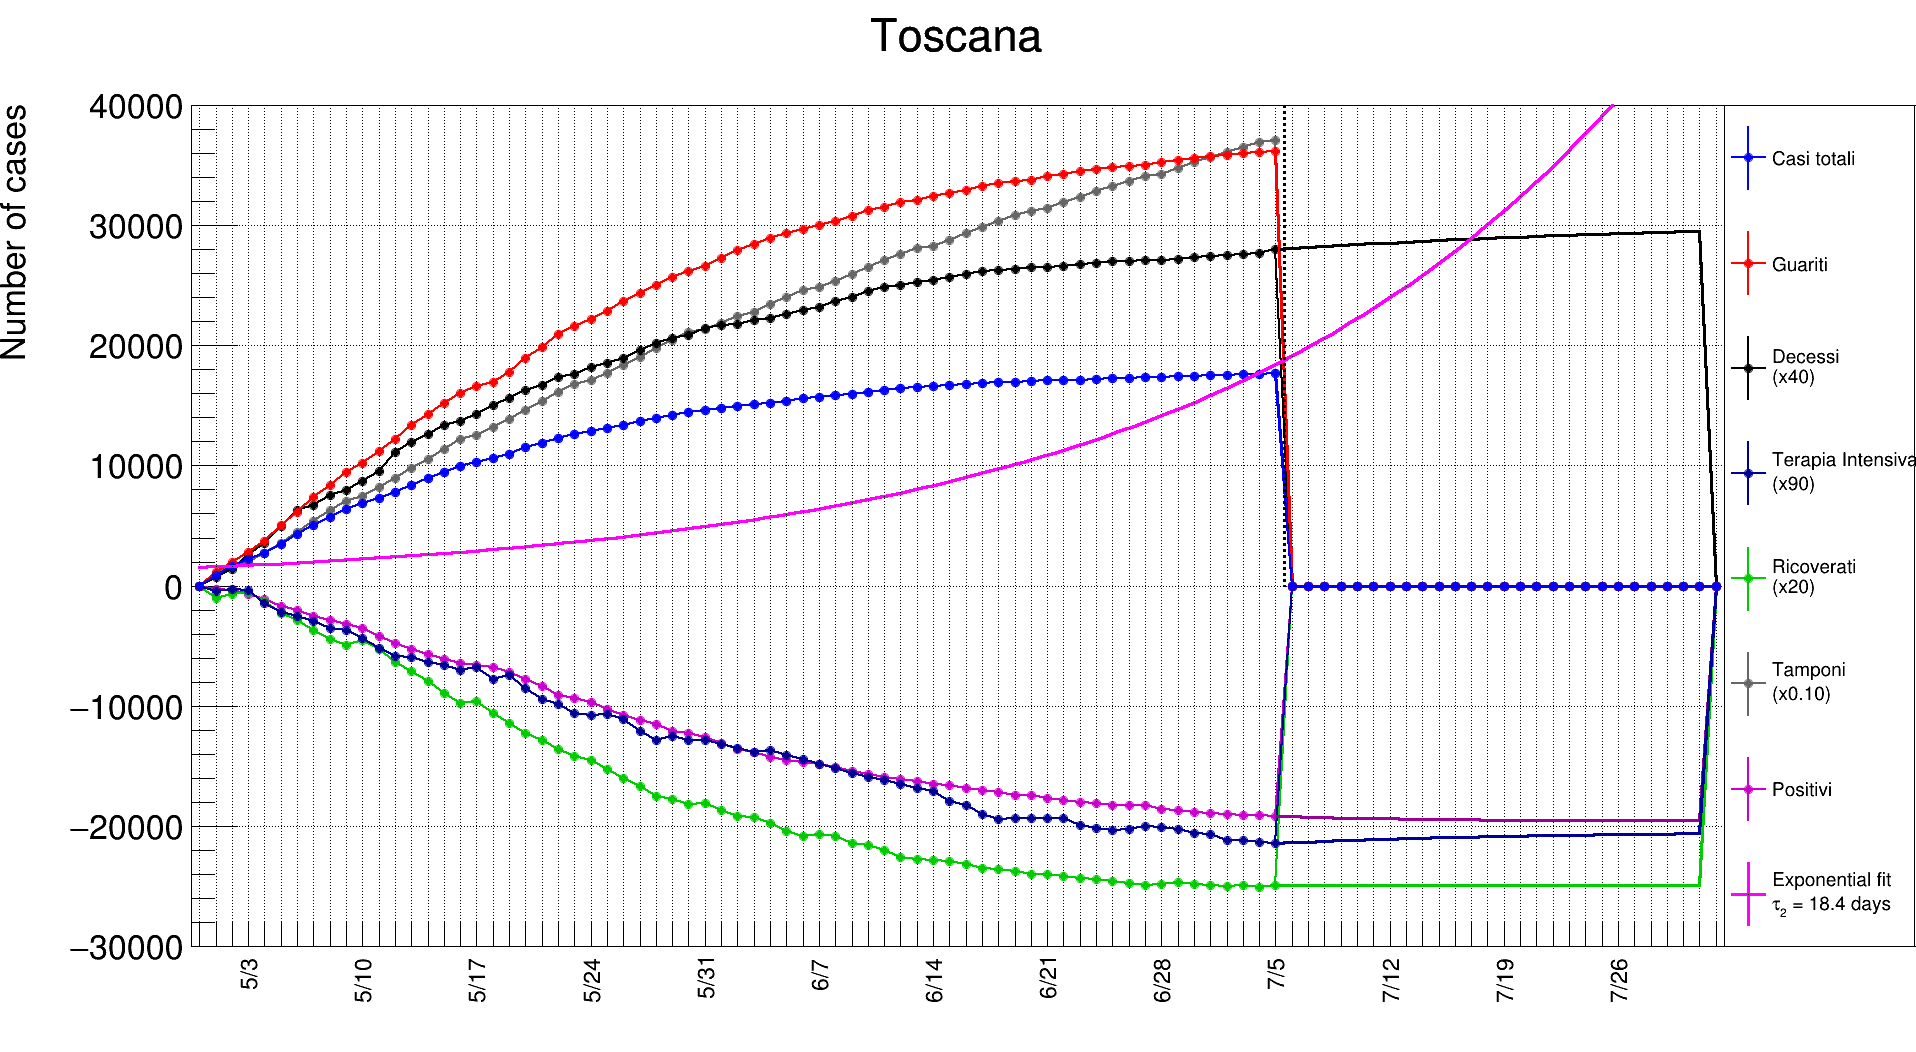 Toscana
Number of cases
40000
30000
20000
10000
0
−10000
−20000
−30000
5/3
5/10
5/17
5/24
5/31
6/7
6/14
6/21
6/28
7/5
7/12
7/19
7/26
Casi totali
Guariti
Decessi
(x40)
Terapia Intensiva
(x90)
Ricoverati
(x20)
Tamponi
(x0.10)
Positivi
Exponential fit
τ2 = 18.4 days